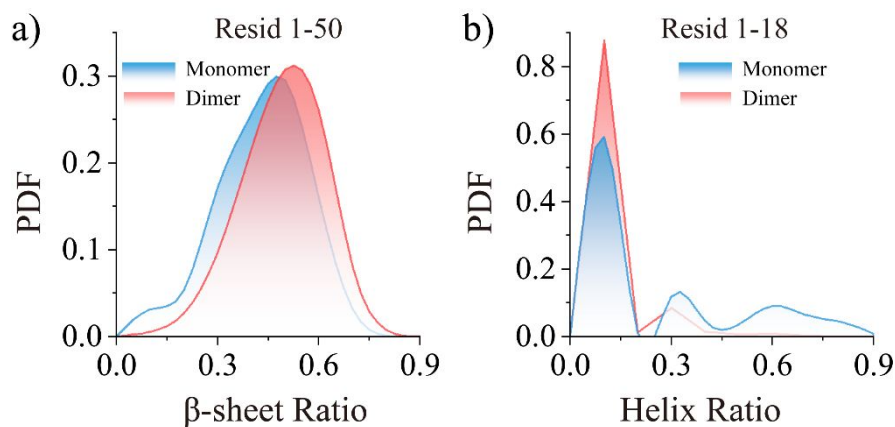 a)
Resid 1-50
Monomer
Dimer
PDF
0.3
0.2
0.1
0.0
0.0 0.3 0.6 0.9
β-sheet Ratio
b)
Resid 1-18
Monomer
Dimer
PDF
0.8
0.6
0.4
0.2
0.0
0.0 0.3 0.6 0.9
Helix Ratio